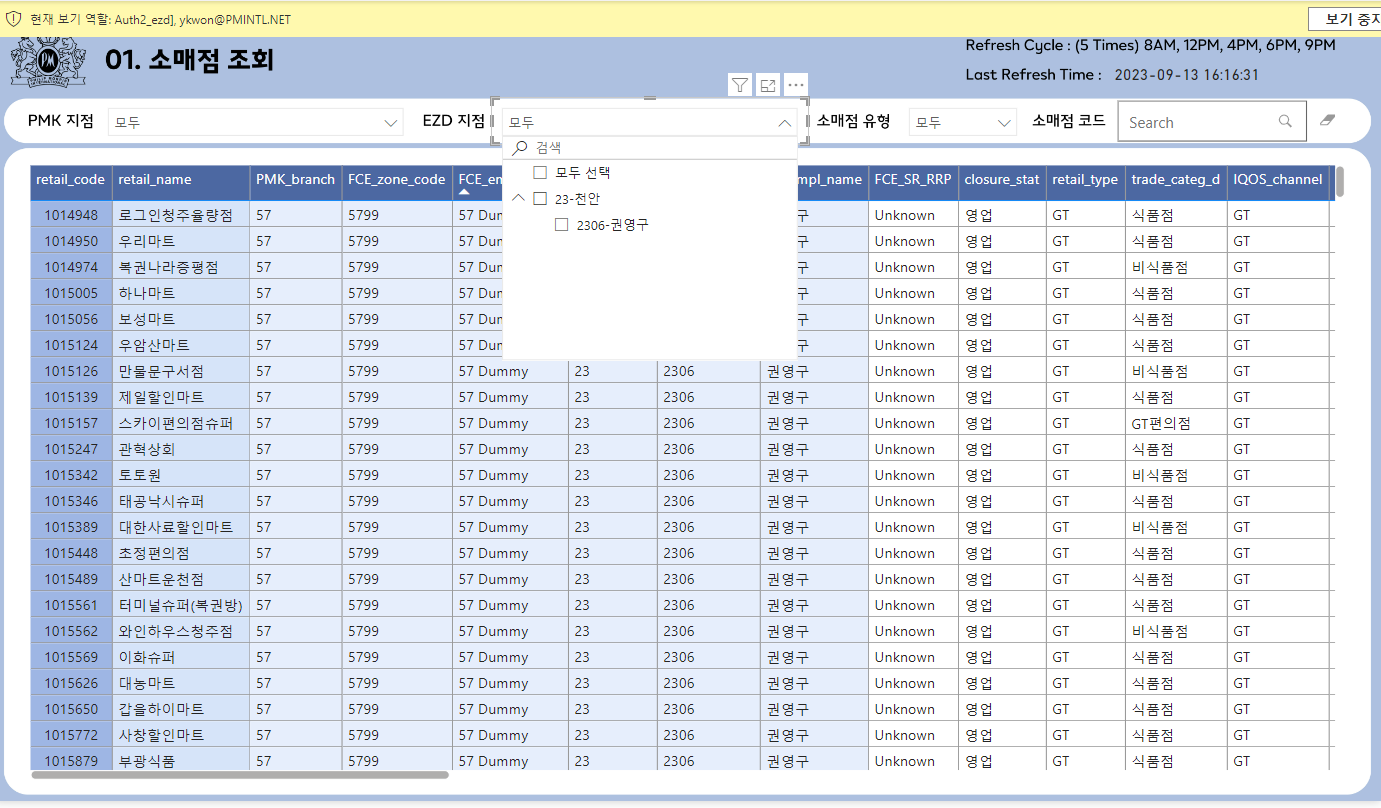 현재 보기 역할: Auth2_ezd], ykwon@PMINTL.NET
보기 중지
01. 소매점 조회
Refresh Cycle : (5 Times) 8AM, 12PM, 4PM, 6PM, 9PM
Last Refresh Time : 2023-09-13 16:16:31
PMK 지점 모두 EZD 지점 모두 소매점 유형 모두 소매점 코드 Search
검색
모두 선택
23-천안
2306-권영구
retail_code retail_name PMK_branch FCE_zone_code FCE_en mpl_name FCE_SR_RRP closure_stat retail_type trade_categ_d IQOS_channel
1014948 로그인청주율량점 57 5799 57 Dun 구 Unknown 영업 GT 식품점 GT
1014950 우리마트 57 5799 57 Dun 구 Unknown 영업 GT 식품점 GT
1014974 복권나라증평점 57 5799 57 Dun 구 Unknown 영업 GT 비식품점 GT
1015005 하나마트 57 5799 57 Dun 구 Unknown 영업 GT 식품점 GT
1015056 보성마트 57 5799 57 Dun 구 Unknown 영업 GT 식품점 GT
1015124 우암산마트 57 5799 57 Dun 구 Unknown 영업 GT 식품점 GT
1015126 만물문구서점 57 5799 57 Dummy 23 2306 권영구 Unknown 영업 GT 비식품점 GT
1015139 제일할인마트 57 5799 57 Dummy 23 2306 권영구 Unknown 영업 GT 식품점 GT
1015157 스카이편의점슈퍼 57 5799 57 Dummy 23 2306 권영구 Unknown 영업 GT GT편의점 GT
1015247 관혁상회 57 5799 57 Dummy 23 2306 권영구 Unknown 영업 GT 식품점 GT
1015342 토토원 57 5799 57 Dummy 23 2306 권영구 Unknown 영업 GT 비식품점 GT
1015346 태공낙시슈퍼 57 5799 57 Dummy 23 2306 권영구 Unknown 영업 GT 식품점 GT
1015389 대한사료할인마트 57 5799 57 Dummy 23 2306 권영구 Unknown 영업 GT 비식품점 GT
1015448 초정편의점 57 5799 57 Dummy 23 2306 권영구 Unknown 영업 GT 식품점 GT
1015489 산마트운천점 57 5799 57 Dummy 23 2306 권영구 Unknown 영업 GT 식품점 GT
1015561 터미널슈퍼(복권방) 57 5799 57 Dummy 23 2306 권영구 Unknown 영업 GT 식품점 GT
1015562 와인하우스청주점 57 5799 57 Dummy 23 2306 권영구 Unknown 영업 GT 비식품점 GT
1015569 이화슈퍼 57 5799 57 Dummy 23 2306 권영구 Unknown 영업 GT 식품점 GT
1015626 대농마트 57 5799 57 Dummy 23 2306 권영구 Unknown 영업 GT 식품점 GT
1015650 갑을하이마트 57 5799 57 Dummy 23 2306 권영구 Unknown 영업 GT 식품점 GT
1015772 사창할인마트 57 5799 57 Dummy 23 2306 권영구 Unknown 영업 GT 식품점 GT
1015879 부광식품 57 5799 57 Dummy 23 2306 권영구 Unknown 영업 GT 식품점 GT